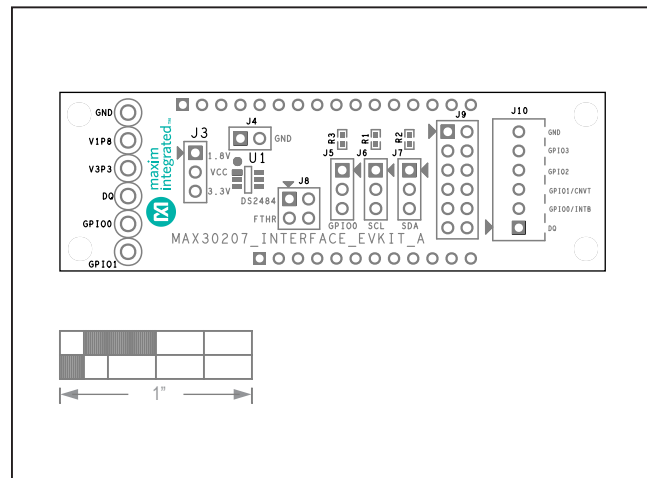 GND
V1P8
V3P3
DQ
GPIO0
GPIO1
maxim
integrated™
J3
1.8V
VCC
3.3V
J4
GND
U1
DS2484
J8
FTHR
R3
R1
R2
J5
J6
J7
GPIO0
SCL
SDA
J9
J10
GND
GPIO3
GPIO2
GPIO1/CNVT
GPIO0/INTB
DQ
MAX30207_INTERFACE_EVKIT_A
1"